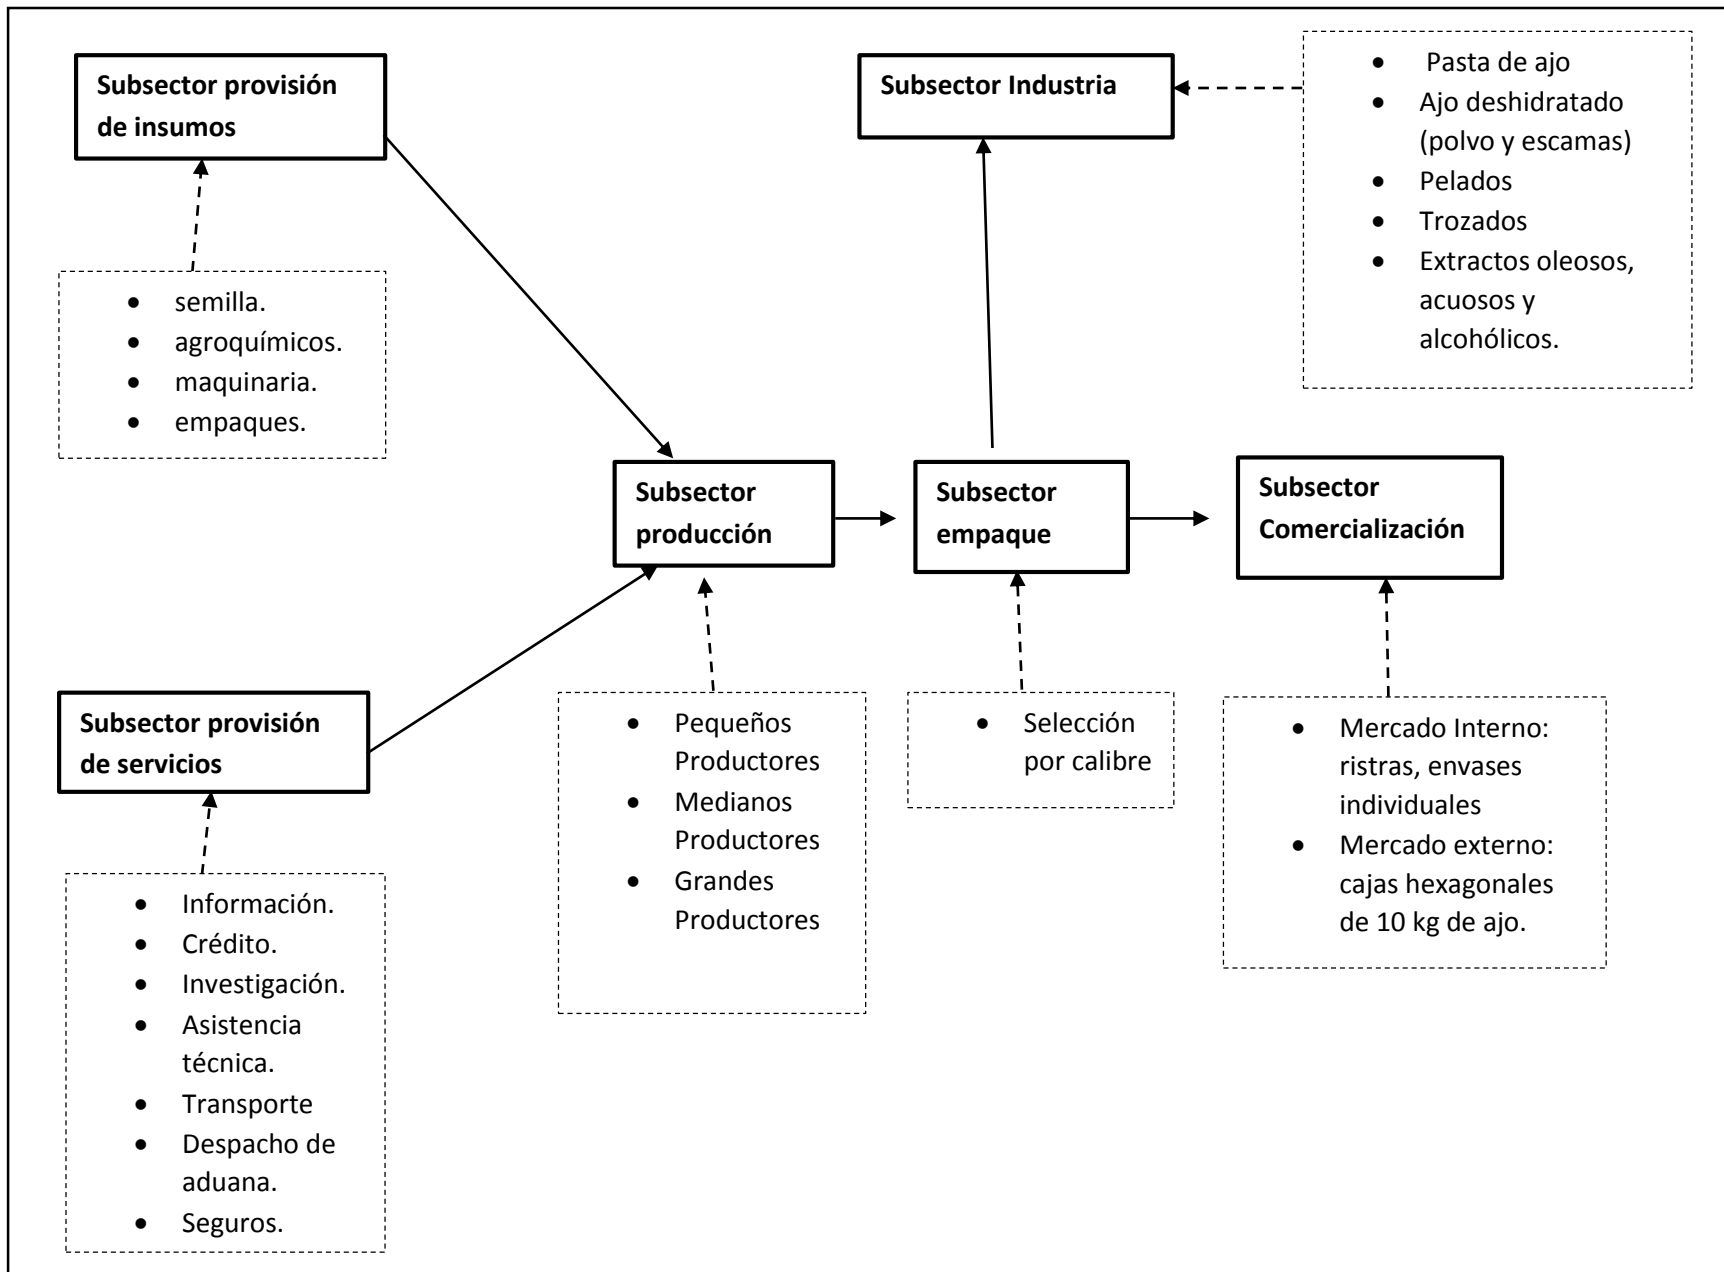 Subsector provisión
de insumos
• semilla.
• agroquímicos.
• maquinaria.
• empaques.
Subsector Industria
• Pasta de ajo
• Ajo deshidratado
(polvo y escamas)
• Pelados
• Trozados
• Extractos oleosos,
acuosos y
alcohólicos.
Subsector
producción
Subsector
empaque
Subsector
Comercialización
Subsector provisión
de servicios
• Información.
• Crédito.
• Investigación.
• Asistencia
técnica.
• Transporte
• Despacho de
aduana.
• Seguros.
• Pequeños
Productores
• Medianos
Productores
• Grandes
Productores
• Selección
por calibre
• Mercado Interno:
ristras, envases
individuales
• Mercado externo:
cajas hexagonales
de 10 kg de ajo.